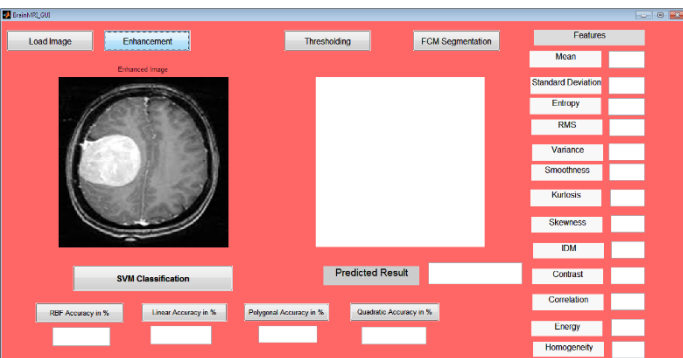 BrainMRI_GUI
Load Image
Enhancement
Thresholding
FCM Segmentation
Features
Enhanced Image
Mean
Standard Deviation
Entropy
RMS
Variance
Smoothness
Kurtosis
Skewness
IDM
Contrast
Correlation
Energy
Homogeneity
SVM Classification
Predicted Result
RBF Accuracy in %
Linear Accuracy in %
Polygonal Accuracy in %
Quadratic Accuracy in %